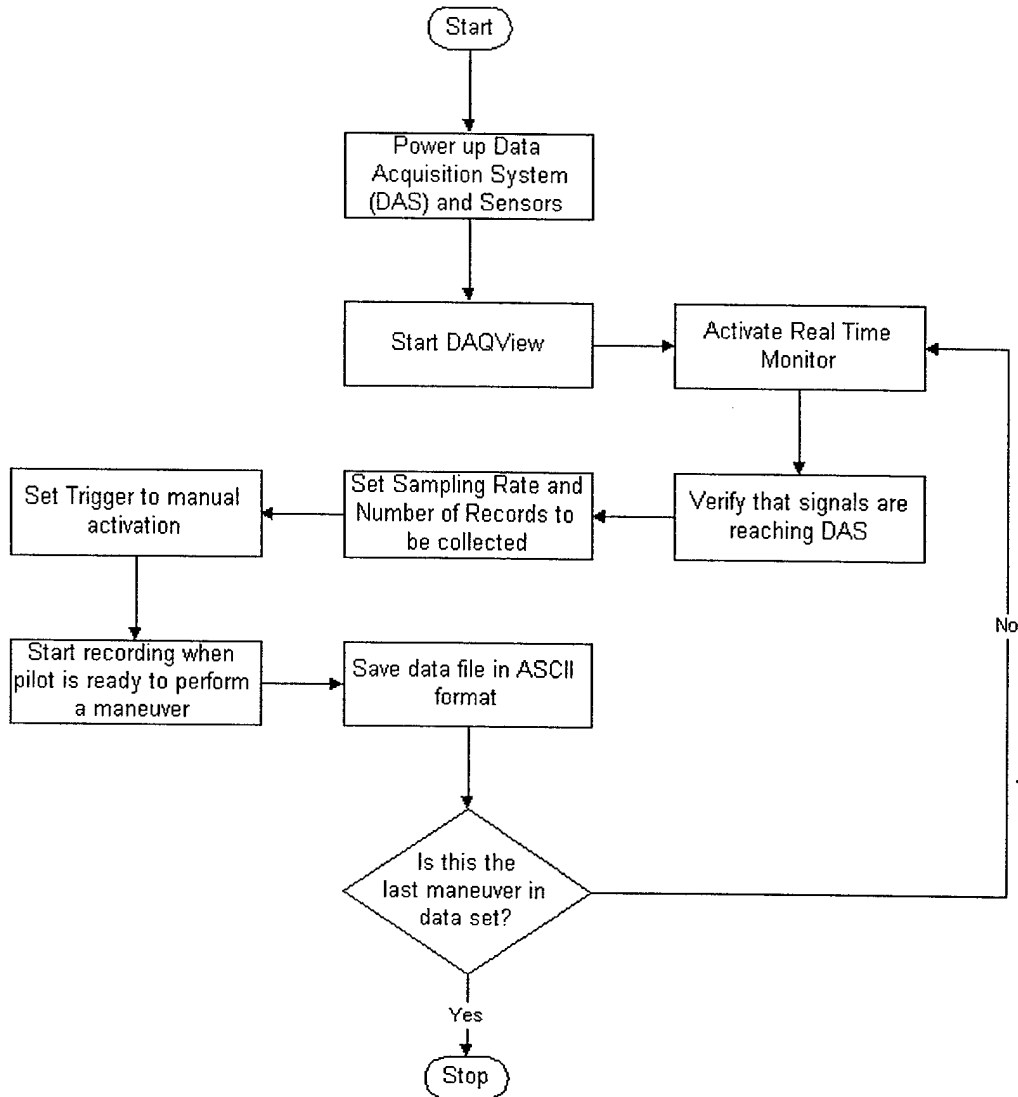 Start
Power up Data
Acquisition System
(DAS) and Sensors
Start DAQView
Activate Real Time
Monitor
Verify that signals are
reaching DAS
Set Sampling Rate and
Number of Records to
be collected
Set Trigger to manual
activation
Start recording when
pilot is ready to perform
a maneuver
Save data file in ASCII
format
Is this the
last maneuver in
data set?
No
Yes
Stop